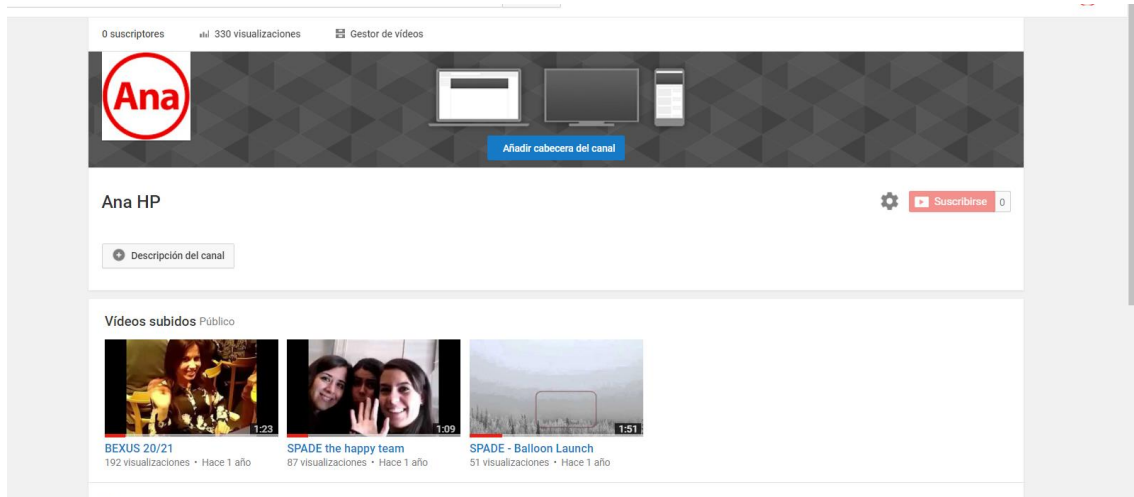 0 suscriptores 330 visualizaciones Gestor de vídeos
Ana
Añadir cabecera del canal
Ana HP
Suscribirse 0
Descripción del canal
Vídeos subidos Público
1:23 1:09 1:51
BEXUS 20/21 SPADE the happy team SPADE - Balloon Launch
192 visualizaciones • Hace 1 año 87 visualizaciones • Hace 1 año 51 visualizaciones • Hace 1 año